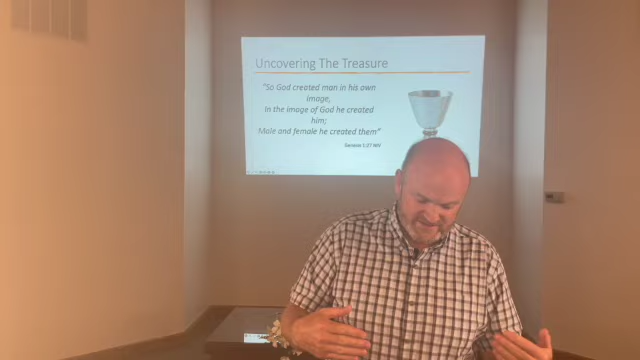 Uncovering The Treasure
“So God created man in his own
image,
In the image of God he created
him;
Male and female he created them”
Genesis 1:27 NIV